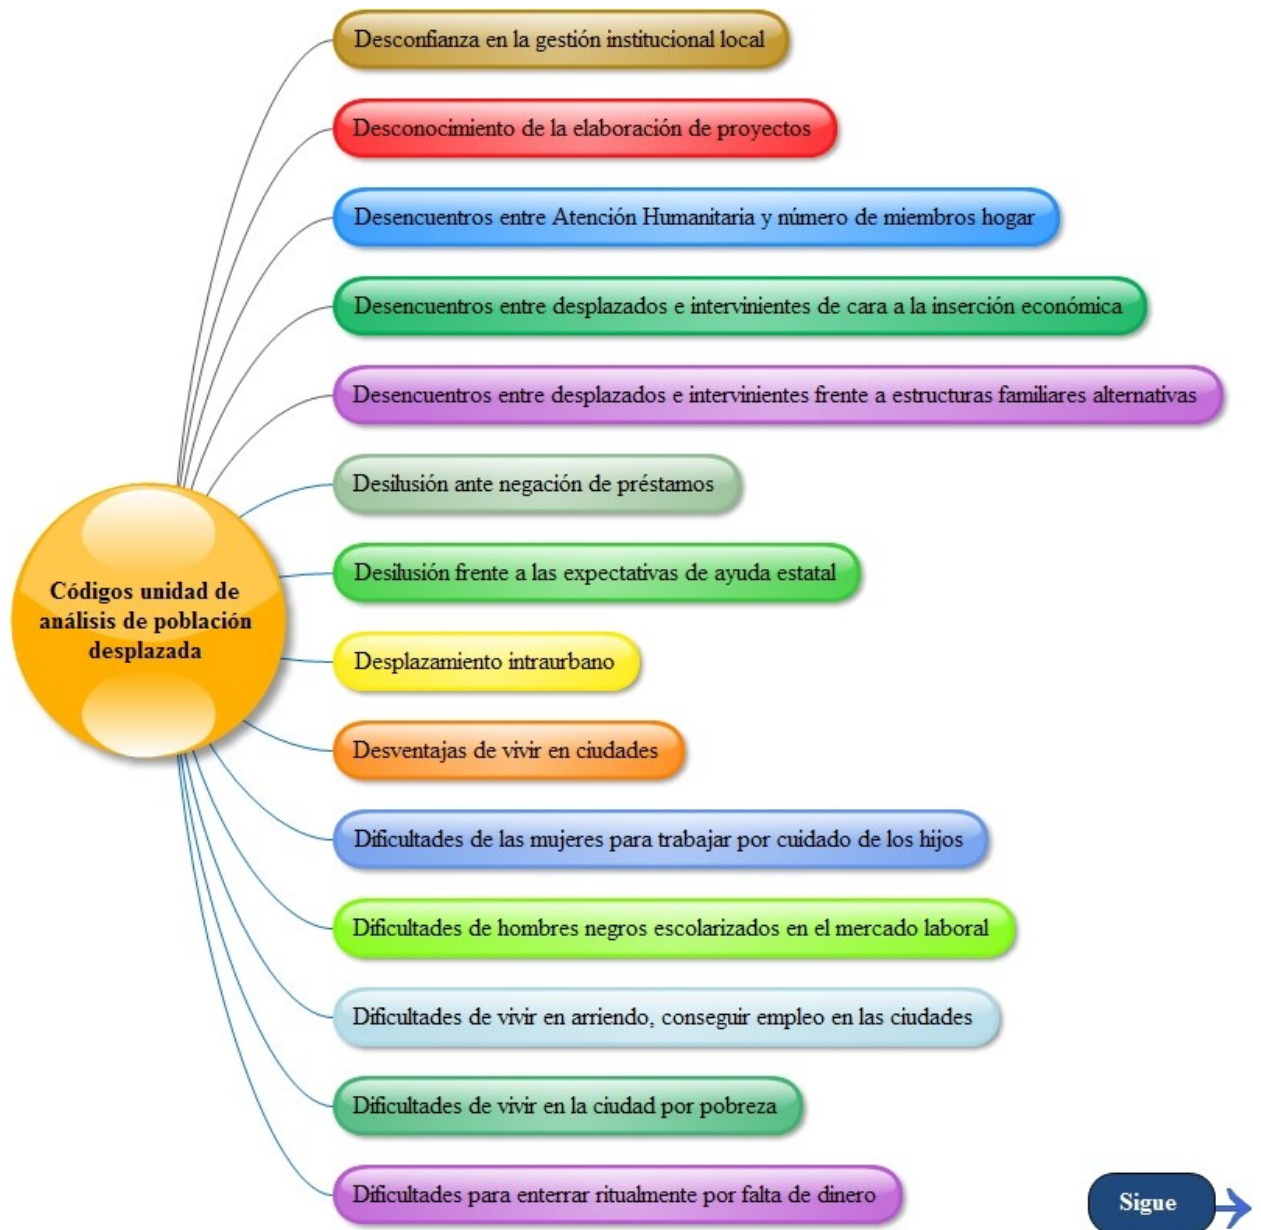 Desconfianza en la gestión institucional local
Desconocimiento de la elaboración de proyectos
Desencuentros entre Atención Humanitaria y número de miembros hogar
Desencuentros entre desplazados e intervinientes de cara a la inserción económica
Desencuentros entre desplazados e intervinientes frente a estructuras familiares alternativas
Desilusión ante negación de préstamos
Desilusión frente a las expectativas de ayuda estatal
Códigos unidad de
análisis de población
desplazada
Desplazamiento intraurbano
Desventajas de vivir en ciudades
Dificultades de las mujeres para trabajar por cuidado de los hijos
Dificultades de hombres negros escolarizados en el mercado laboral
Dificultades de vivir en arriendo, conseguir empleo en las ciudades
Dificultades de vivir en la ciudad por pobreza
Dificultades para enterrar ritualmente por falta de dinero
Sigue